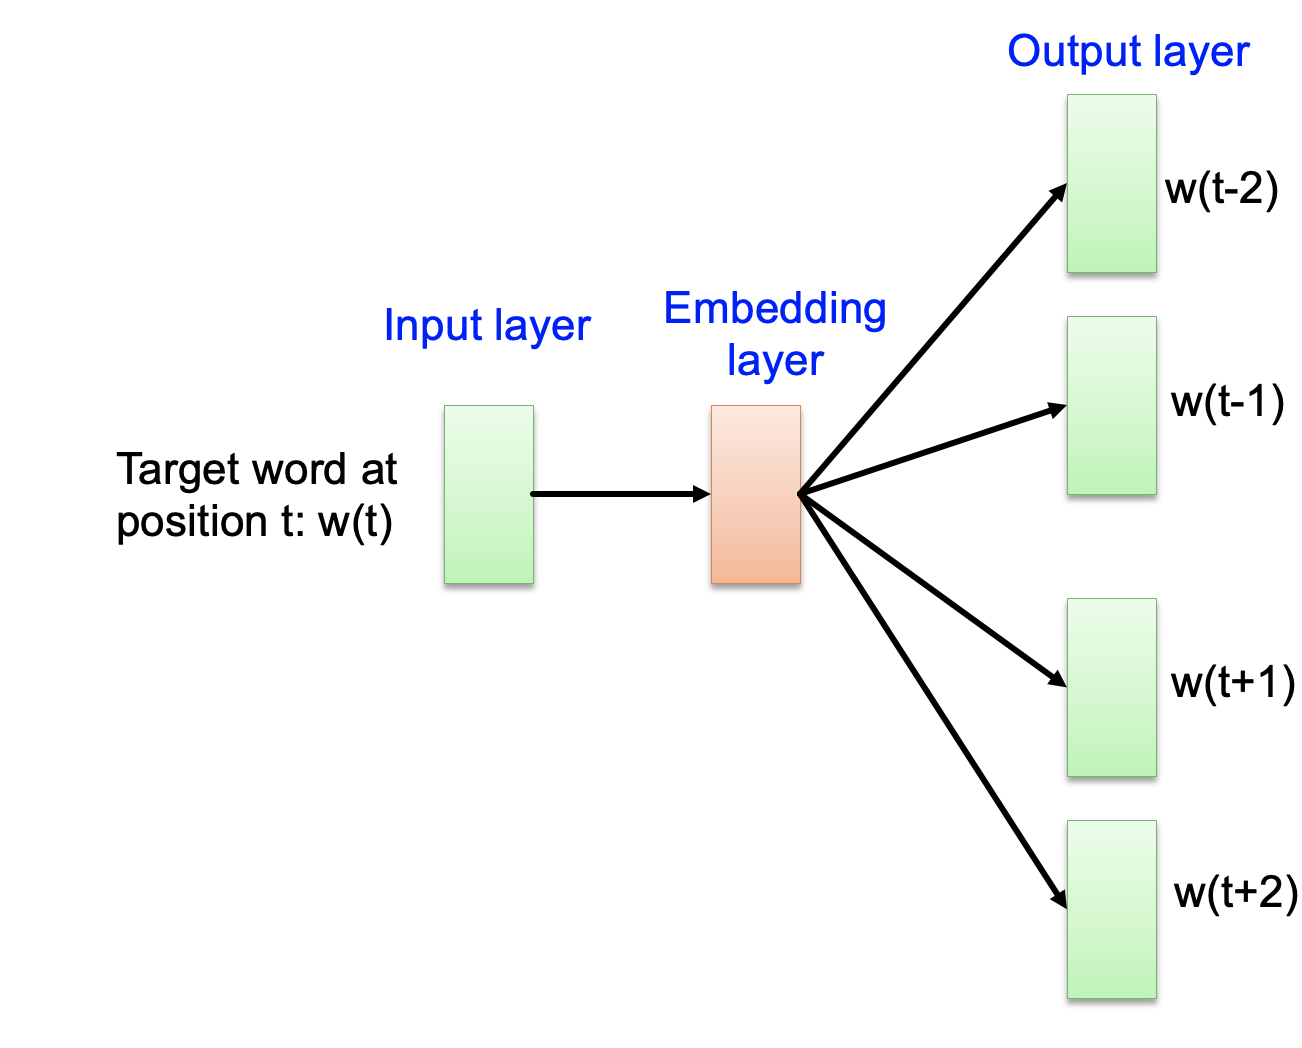 Output layer
w(t-2)
Input layer
Embedding
layer
w(t-1)
Target word at
position t: w(t)
w(t+1)
w(t+2)